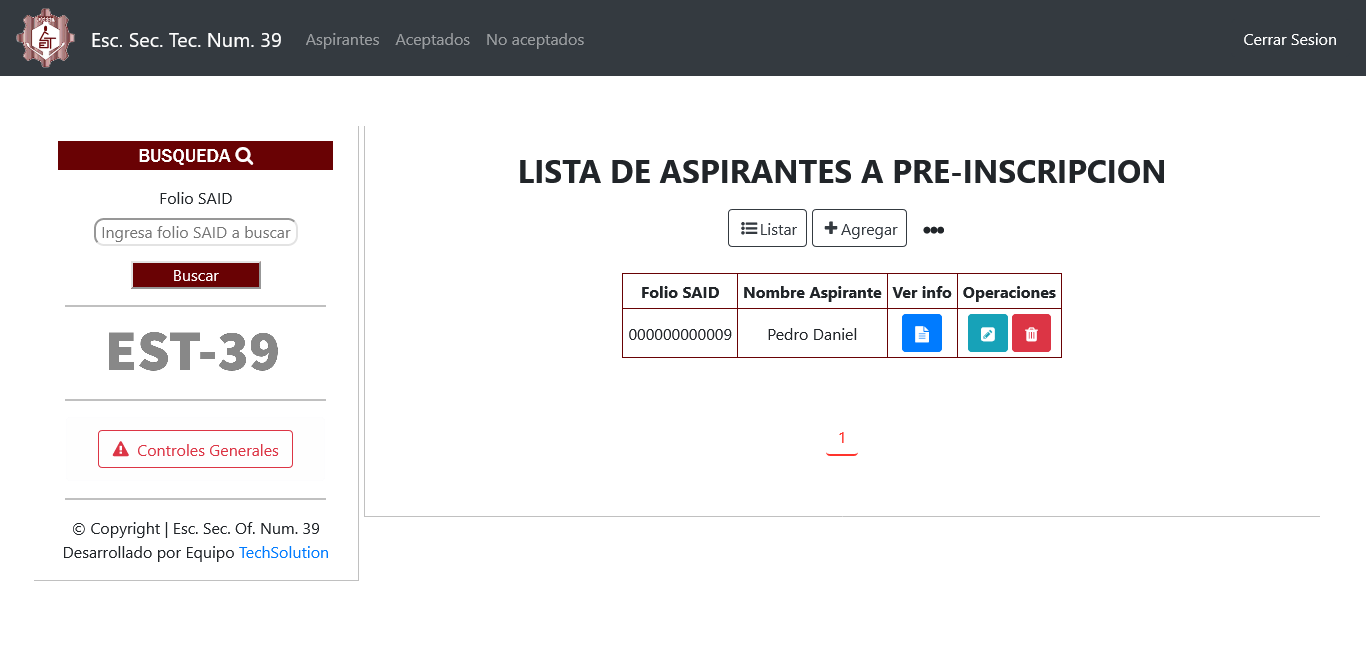 Esc. Sec. Tec. Num. 39 Aspirantes Aceptados No aceptados Cerrar Sesion
BUSQUEDA
Folio SAID
Ingresa folio SAID a buscar
Buscar
EST-39
Controles Generales
© Copyright | Esc. Sec. Of. Num. 39
Desarrollado por Equipo TechSolution
LISTA DE ASPIRANTES A PRE-INSCRIPCION
Listar Agregar
Folio SAID Nombre Aspirante Ver info Operaciones
000000000009 Pedro Daniel
1